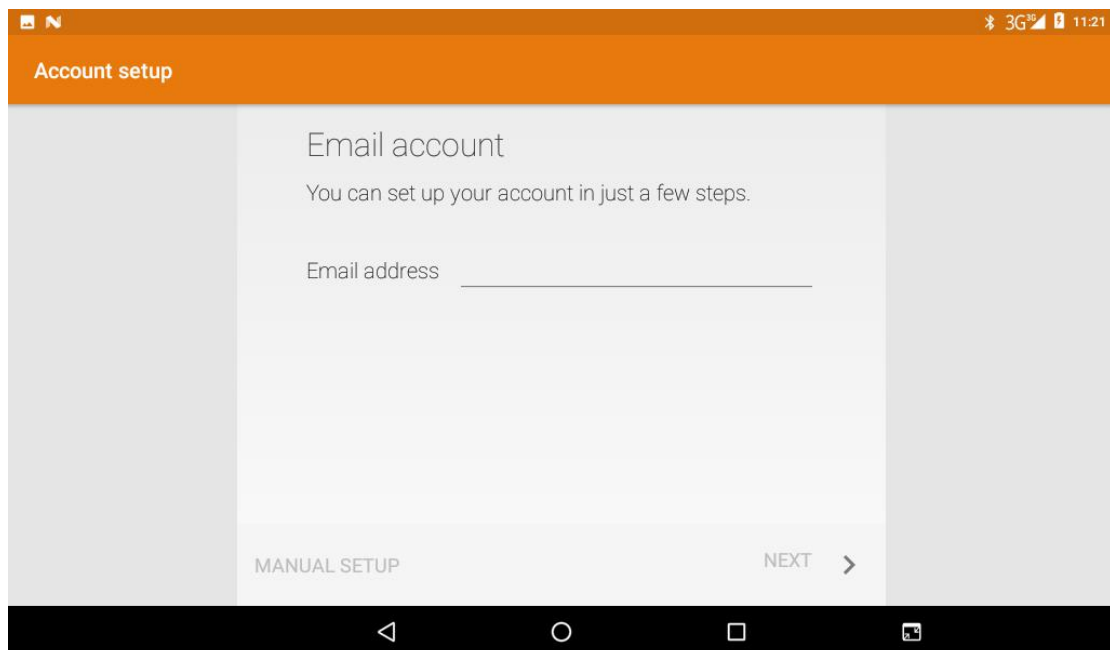 3G 3G 11:21
Account setup
Email account
You can set up your account in just a few steps.
Email address
MANUAL SETUP
NEXT